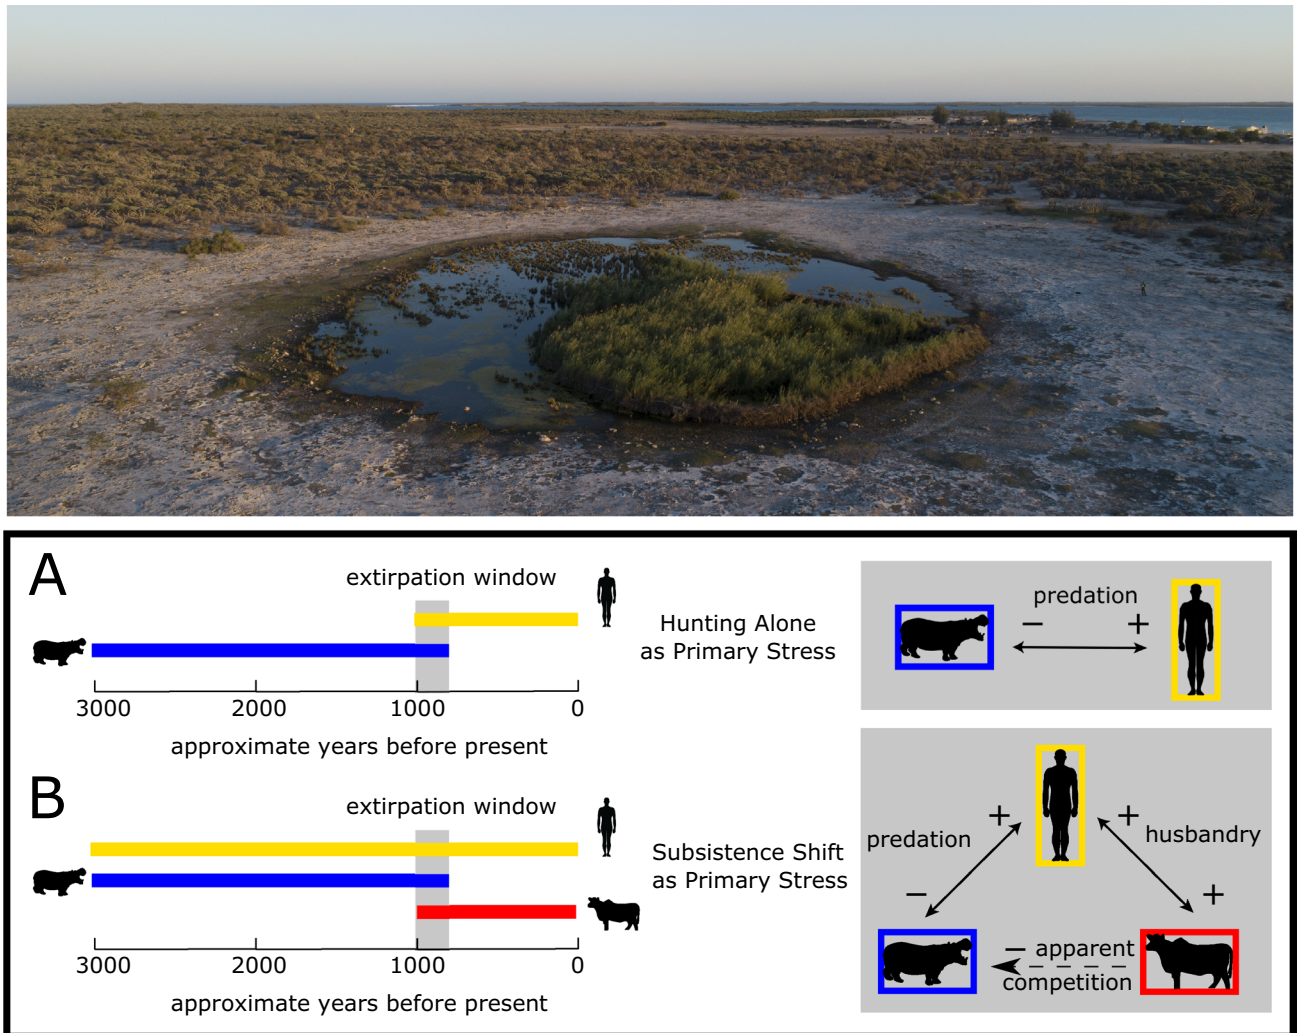 A
extirpation window
3000 2000 1000 0
approximate years before present
Hunting Alone
as Primary Stress
predation
− +
B
extirpation window
3000 2000 1000 0
approximate years before present
Subsistence Shift
as Primary Stress
+ +
predation husbandry
− +
− apparent
competition